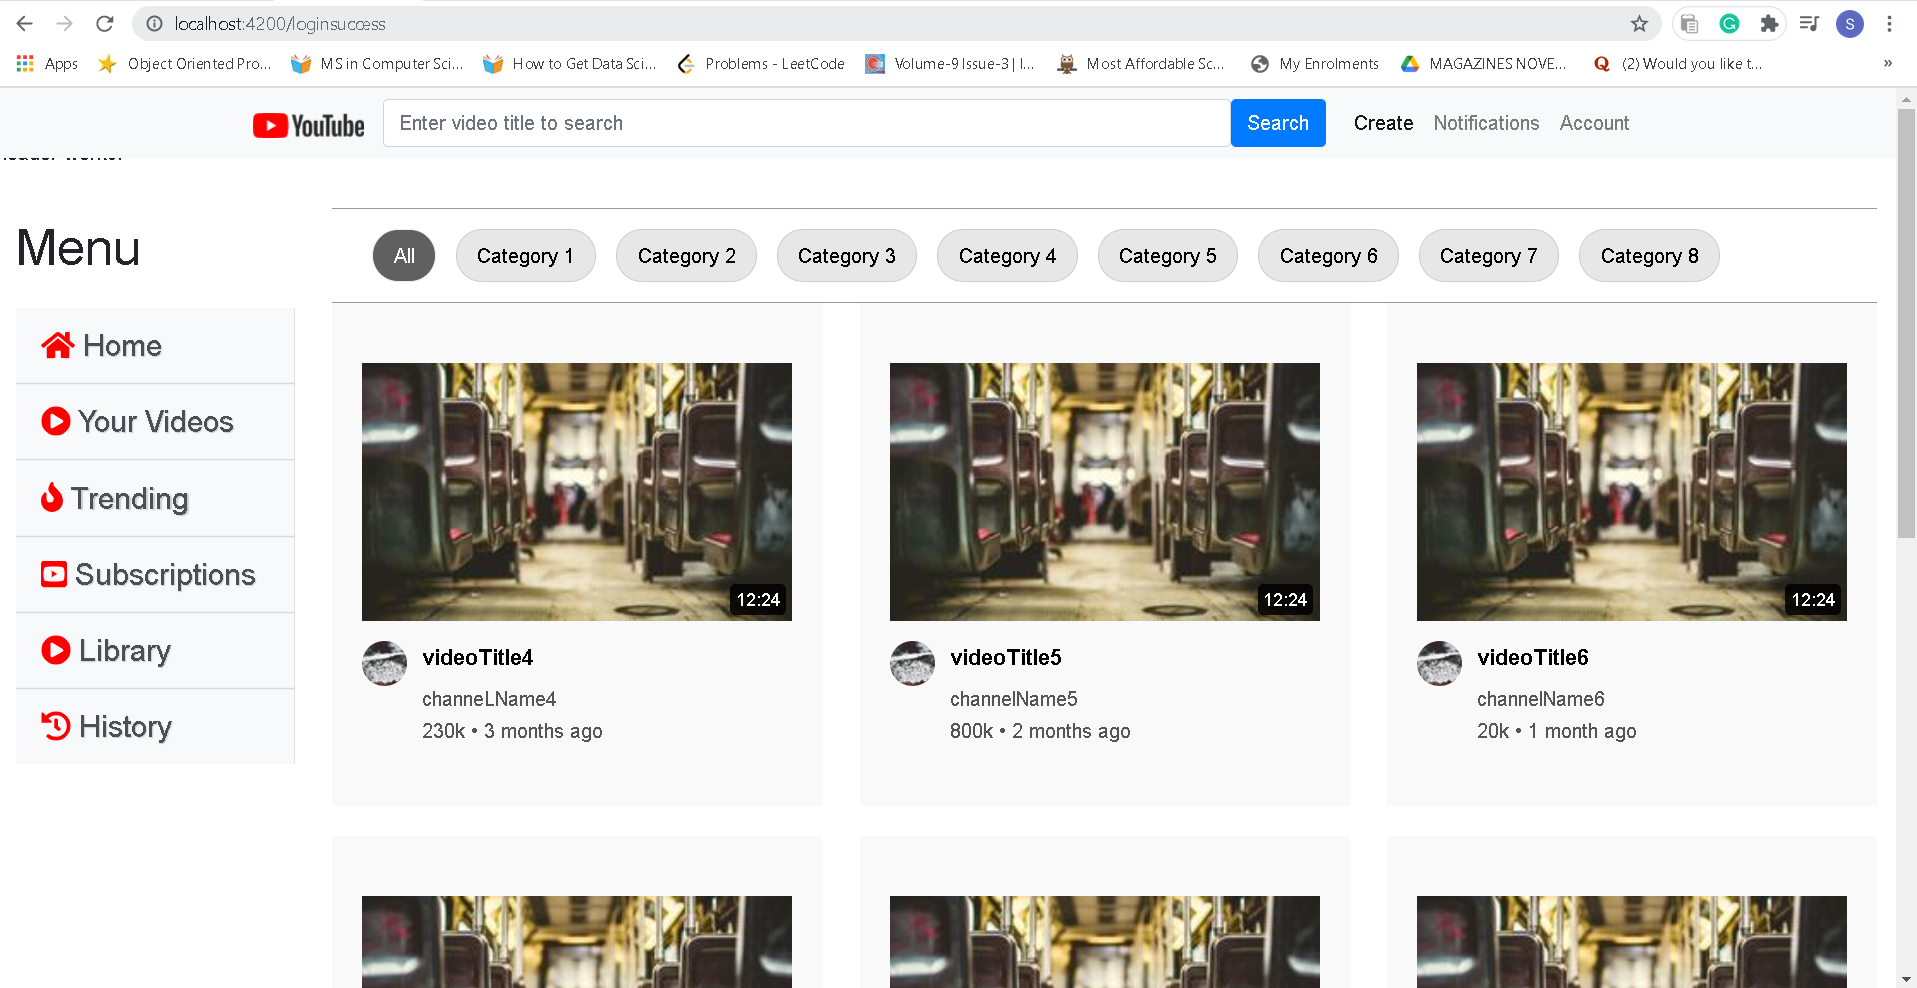 localhost:4200/loginsuccess
S
Apps Object Oriented Pro... MS in Computer Sci... How to Get Data Sci... Problems - LeetCode Volume-9 Issue-3 | I... Most Affordable Sc... My Enrolments MAGAZINES NOVE... (2) Would you like t... »
YouTube Enter video title to search Search Create Notifications Account
Menu
All Category 1 Category 2 Category 3 Category 4 Category 5 Category 6 Category 7 Category 8
Home
Your Videos
Trending
Subscriptions
Library
History
12:24 12:24 12:24
videoTitle4 videoTitle5 videoTitle6
channeLName4 channelName5 channelName6
230k • 3 months ago 800k • 2 months ago 20k • 1 month ago